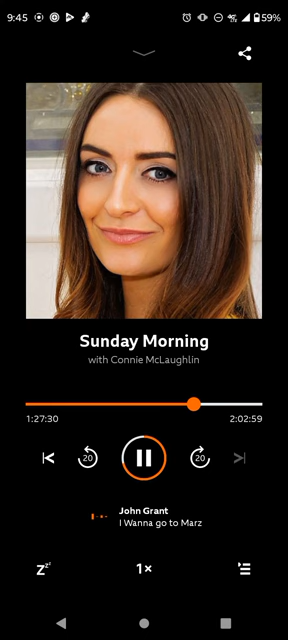 9:45
59%
Sunday Morning
with Connie McLaughlin
1:27:30
2:02:59
20
20
John Grant
I Wanna go to Marz
Zzz
1×